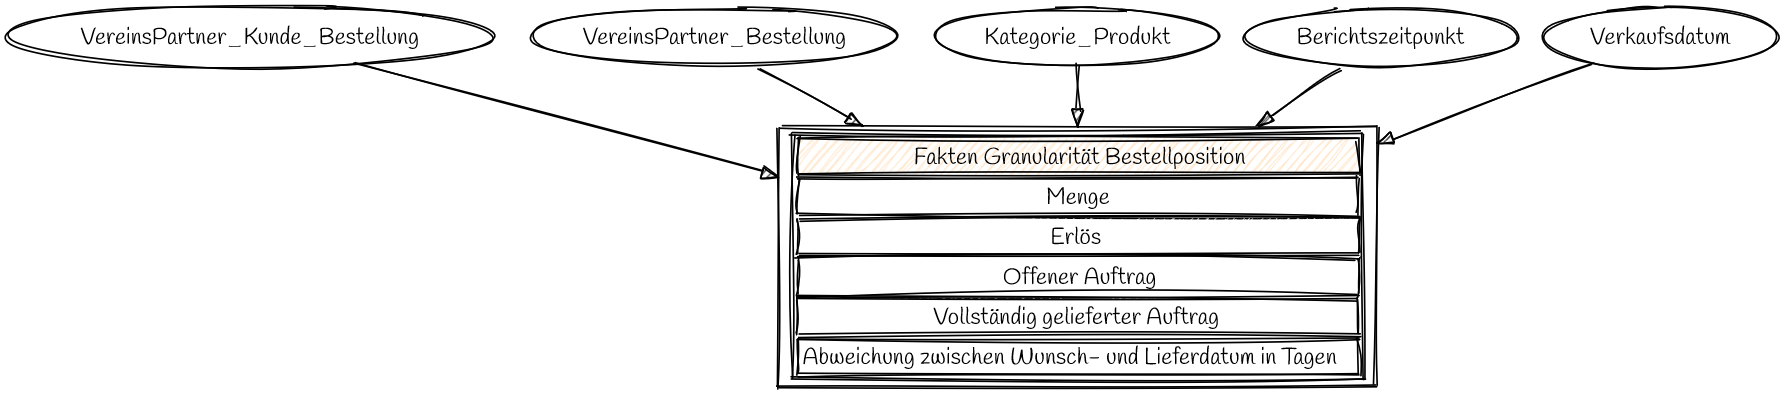 VereinsPartner_Kunde_Bestellung
VereinsPartner_Bestellung
Kategorie_Produkt
Berichtszeitpunkt
Verkaufsdatum
Fakten Granularität Bestellposition
Menge
Erlös
Offener Auftrag
Vollständig gelieferter Auftrag
Abweichung zwischen Wunsch- und Lieferdatum in Tagen